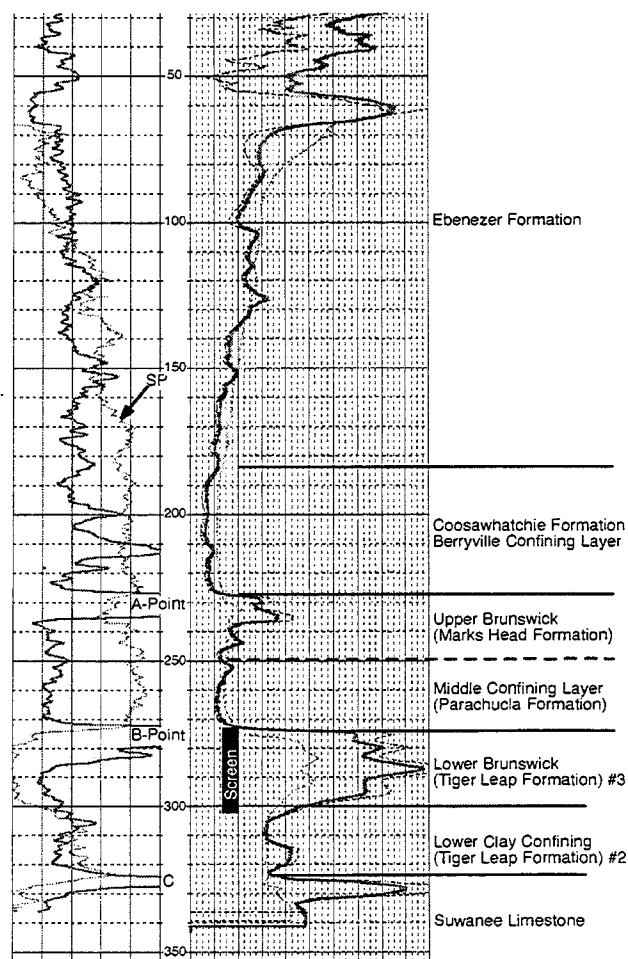 50
100
Ebenezer Formation
150
SP
200
Coosawhatchie Formation
Berryville Confining Layer
A-Point
Upper Brunswick
(Marks Head Formation)
250
Middle Confining Layer
(Parachucla Formation)
B-Point
Screen
Lower Brunswick
(Tiger Leap Formation) #3
300
Lower Clay Confining
(Tiger Leap Formation) #2
C
Suwanee Limestone
350